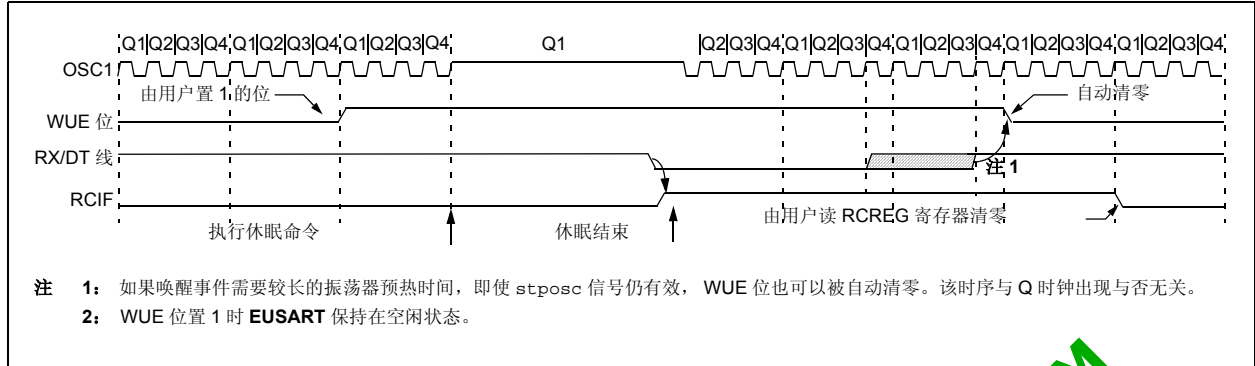 Q1|Q2|Q3|Q4 Q1|Q2|Q3|Q4 Q1|Q2|Q3|Q4 Q1 |Q2|Q3|Q4 Q1|Q2|Q3|Q4 Q1|Q2|Q3|Q4 Q1|Q2|Q3|Q4 Q1|Q2|Q3|Q4
OSC1
由用户置 1 的位
自动清零
WUE 位
RX/DT 线
注 1
RCIF
由用户读 RCREG 寄存器清零
执行休眠命令
休眠结束
注 1： 如果唤醒事件需要较长的振荡器预热时间，即使 stposc 信号仍有效， WUE 位也可以被自动清零。该时序与 Q 时钟出现与否无关。
2： WUE 位置 1 时 EUSART 保持在空闲状态。
M